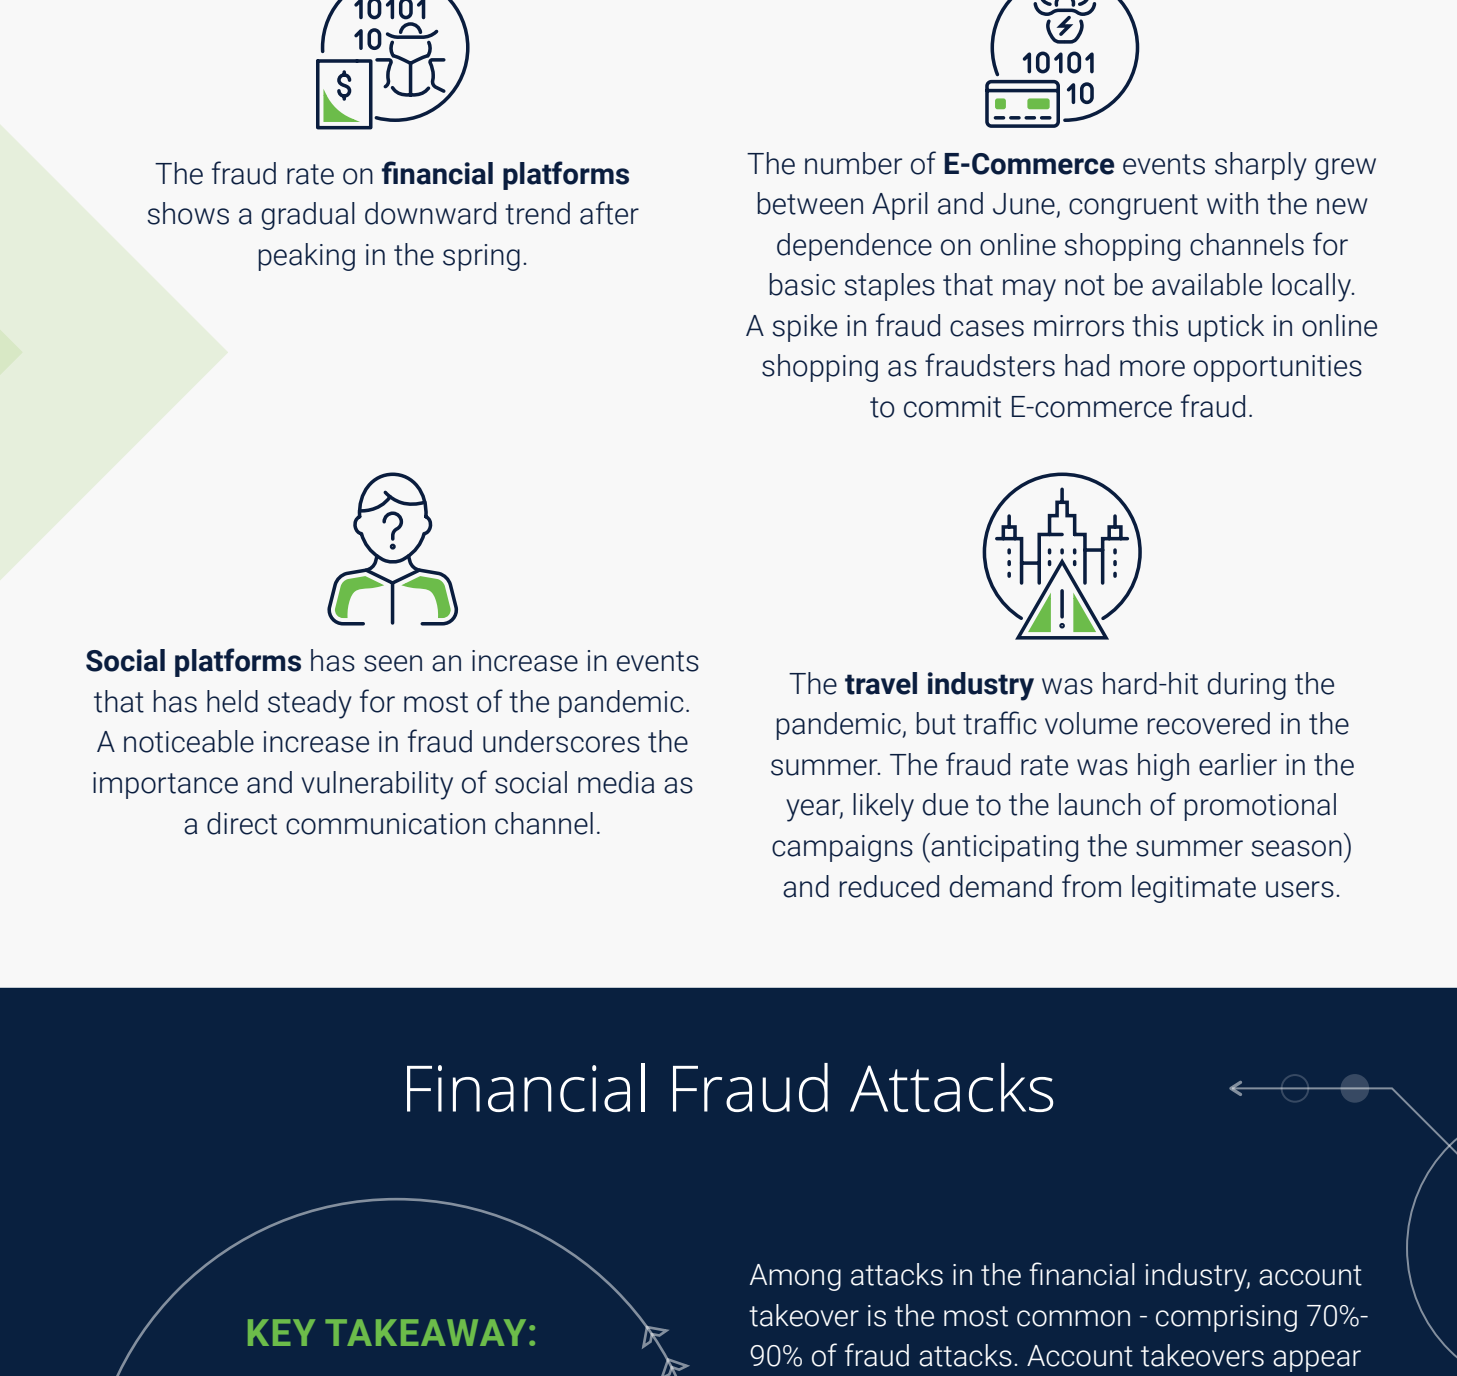 10101
10
$
The fraud rate on financial platforms
shows a gradual downward trend after
peaking in the spring.
10101
10
The number of E-Commerce events sharply grew
between April and June, congruent with the new
dependence on online shopping channels for
basic staples that may not be available locally.
A spike in fraud cases mirrors this uptick in online
shopping as fraudsters had more opportunities
to commit E-commerce fraud.
?
Social platforms has seen an increase in events
that has held steady for most of the pandemic.
A noticeable increase in fraud underscores the
importance and vulnerability of social media as
a direct communication channel.
!
The travel industry was hard-hit during the
pandemic, but traffic volume recovered in the
summer. The fraud rate was high earlier in the
year, likely due to the launch of promotional
campaigns (anticipating the summer season)
and reduced demand from legitimate users.
Financial Fraud Attacks
KEY TAKEAWAY:
Among attacks in the financial industry, account
takeover is the most common - comprising 70%-
90% of fraud attacks. Account takeovers appear